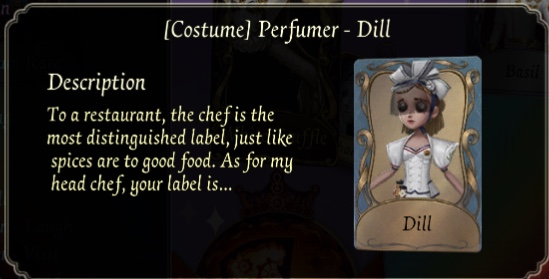 [Costume] Perfumer - Dill
Description
To a restaurant, the chef is the
most distinguished label, just like
spices are to good food. As for my
head chef, your label is...
Dill
Basil